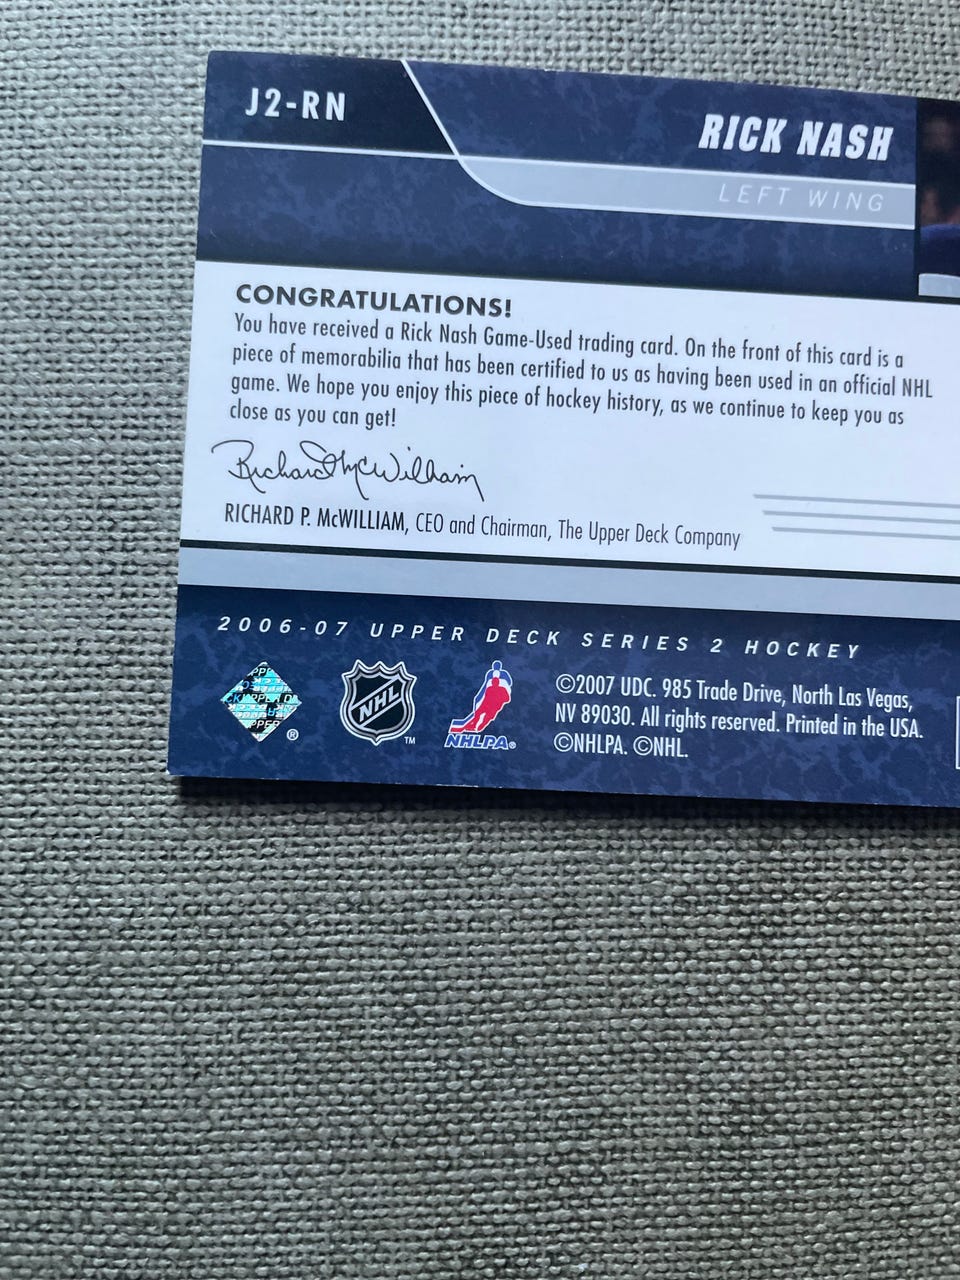 J2-RN
RICK NASH
LEFT WING
CONGRATULATIONS!
You have received a Rick Nash Game-Used trading card. On the front of this card is a
piece of memorabilia that has been certified to us as having been used in an official NHL
game. We hope you enjoy this piece of hockey history, as we continue to keep you as
close as you can get!
Richard McWilliam
RICHARD P. McWILLIAM, CEO and Chairman, The Upper Deck Company
2006-07 UPPER DECK SERIES 2 HOCKEY
®
NHL
TM
NHLPA®
©2007 UDC. 985 Trade Drive, North Las Vegas,
NV 89030. All rights reserved. Printed in the USA.
©NHLPA. ©NHL.